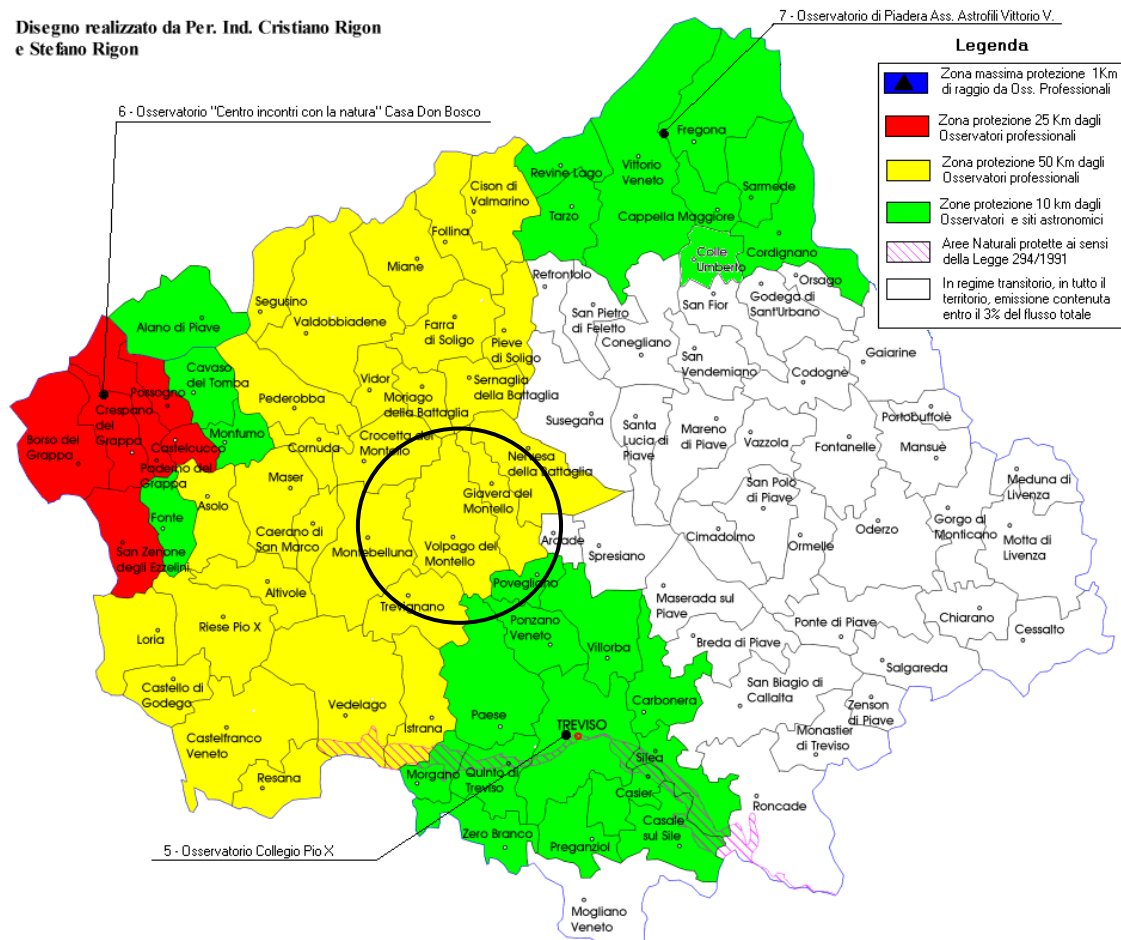 Disegno realizzato da Per. Ind. Cristiano Rigon
e Stefano Rigon
7 - Osservatorio di Piadera Ass. Astrofili Vittorio V.
6 - Osservatorio "Centro incontri con la natura" Casa Don Bosco
Legenda
Zona massima protezione 1Km
di raggio da Oss. Professionali
Zona protezione 25 Km dagli
Osservatori professionali
Zona protezione 50 Km dagli
Osservatori professionali
Zone protezione 10 km dagli
Osservatori e siti astronomici
Aree Naturali protette ai sensi
della Legge 294/1991
In regime transitorio, in tutto il
territorio, emissione contenuta
entro il 3% del flusso totale
Fregona
Vittorio
Veneto
Revine Lago
Sarmede
Tarzo
Cappella Maggiore
Cordignano
Colle
Umberto
Cison di
Valmarino
Follina
Miane
Refrontolo
Orsago
Segusino
San Pietro
di Feletto
San Fior
Godega di
Sant'Urbano
Alano di Piave
Valdobbiadene
Farra
di Soligo
Pieve
di Soligo
Conegliano
San
Vendemiano
Gaiarine
Cavaso
del Tomba
Vidor
Sernaglia
della Battaglia
Codognè
Possogno
Pederobba
Moriago
della Battaglia
Crespano
del
Grappa
Portobuffolè
Borso del
Grappa
Monfumo
Castelcucco
Cornuda
Crocetta del
Montello
Nervesa
della Battaglia
Susegana
Santa
Lucia di
Piave
Mareno
di Piave
Vazzola
Fontanelle
Mansuè
Paderno del
Grappa
Maser
Asolo
Giavera del
Montello
San Polo
di Piave
Meduna di
Livenza
Fonte
Caerano di
San Marco
Oderzo
Gorgo al
Monticano
Motta di
Livenza
San Zenone
degli Ezzelini
Montebelluna
Volpago del
Montello
Arcade
Spresiano
Cimadolmo
Ormelle
Altivole
Trevignano
Povegliano
Maserada sul
Piave
Loria
Riese Pio X
Ponzano
Veneto
Villorba
Breda di Piave
Ponte di Piave
Chiarano
Cessalto
Castello di
Godego
Vedelago
Istrana
Paese
Carbonera
San Biagio di
Callalta
Salgareda
Zenson
di Piave
Castelfranco
Veneto
TREVISO
Monastier
di Treviso
Resana
Morgano
Quinto di
Treviso
Silea
Casier
Roncade
Zero Branco
Preganziol
Casale
sul Sile
5 - Osservatorio Collegio Pio X
Mogliano
Veneto